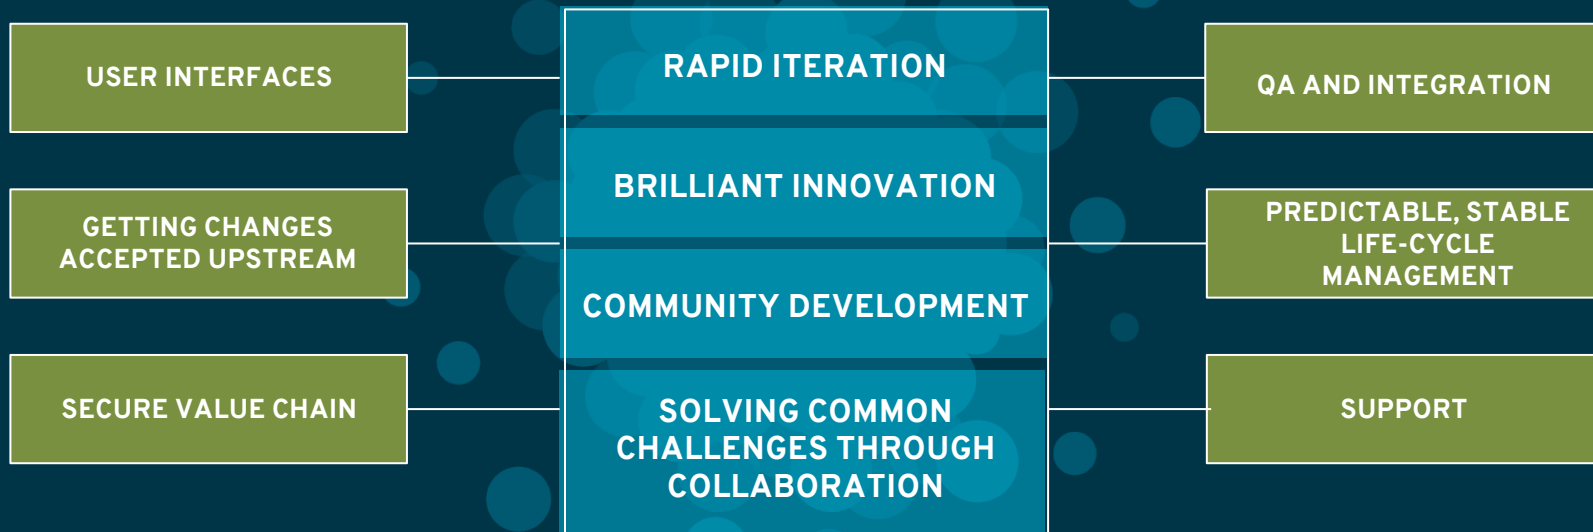 USER INTERFACES
GETTING CHANGES
ACCEPTED UPSTREAM
SECURE VALUE CHAIN
RAPID ITERATION
BRILLIANT INNOVATION
COMMUNITY DEVELOPMENT
SOLVING COMMON
CHALLENGES THROUGH
COLLABORATION
QA AND INTEGRATION
PREDICTABLE, STABLE
LIFE-CYCLE
MANAGEMENT
SUPPORT